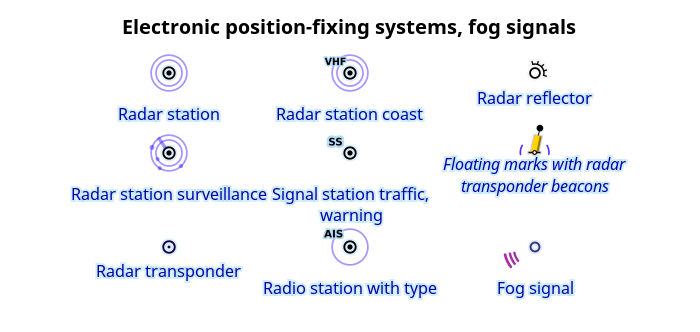 Electronic position-fixing systems, fog signals
VHF
Radar station
Radar station coast
Radar reflector
SS
Radar station surveillance
Signal station traffic,
warning
Floating marks with radar
transponder beacons
AIS
Radar transponder
Radio station with type
Fog signal